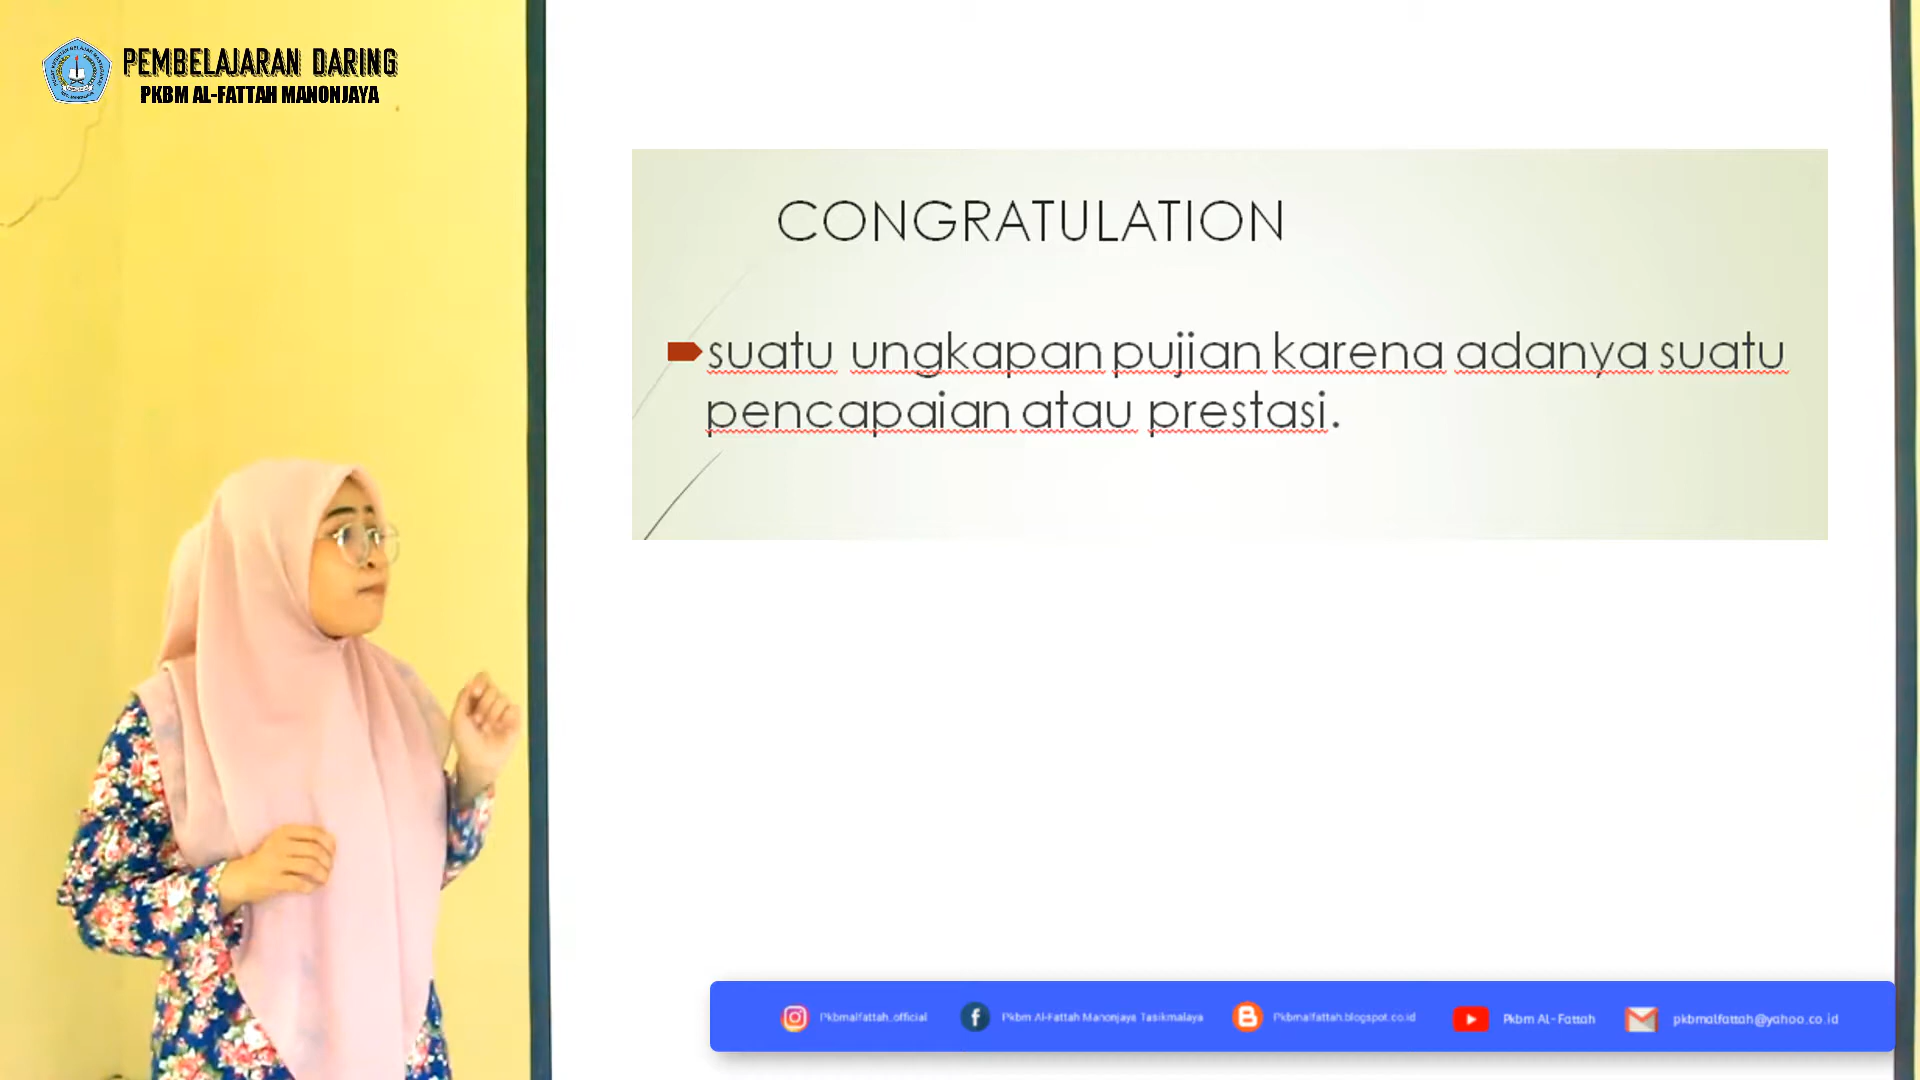 PEMBELAJARAN DARING
PKBM AL-FATTAH MANONJAYA
CONGRATULATION
suatu ungkapan pujian karena adanya suatu
pencapaian atau prestasi.
Pkbmalfattah_official
Pkbm Al-Fattah Manonjaya Tasikmalaya
Pkbmalfattah.blogspot.co.id
Pkbm Al-Fattah
pkbmalfattah@yahoo.co.id